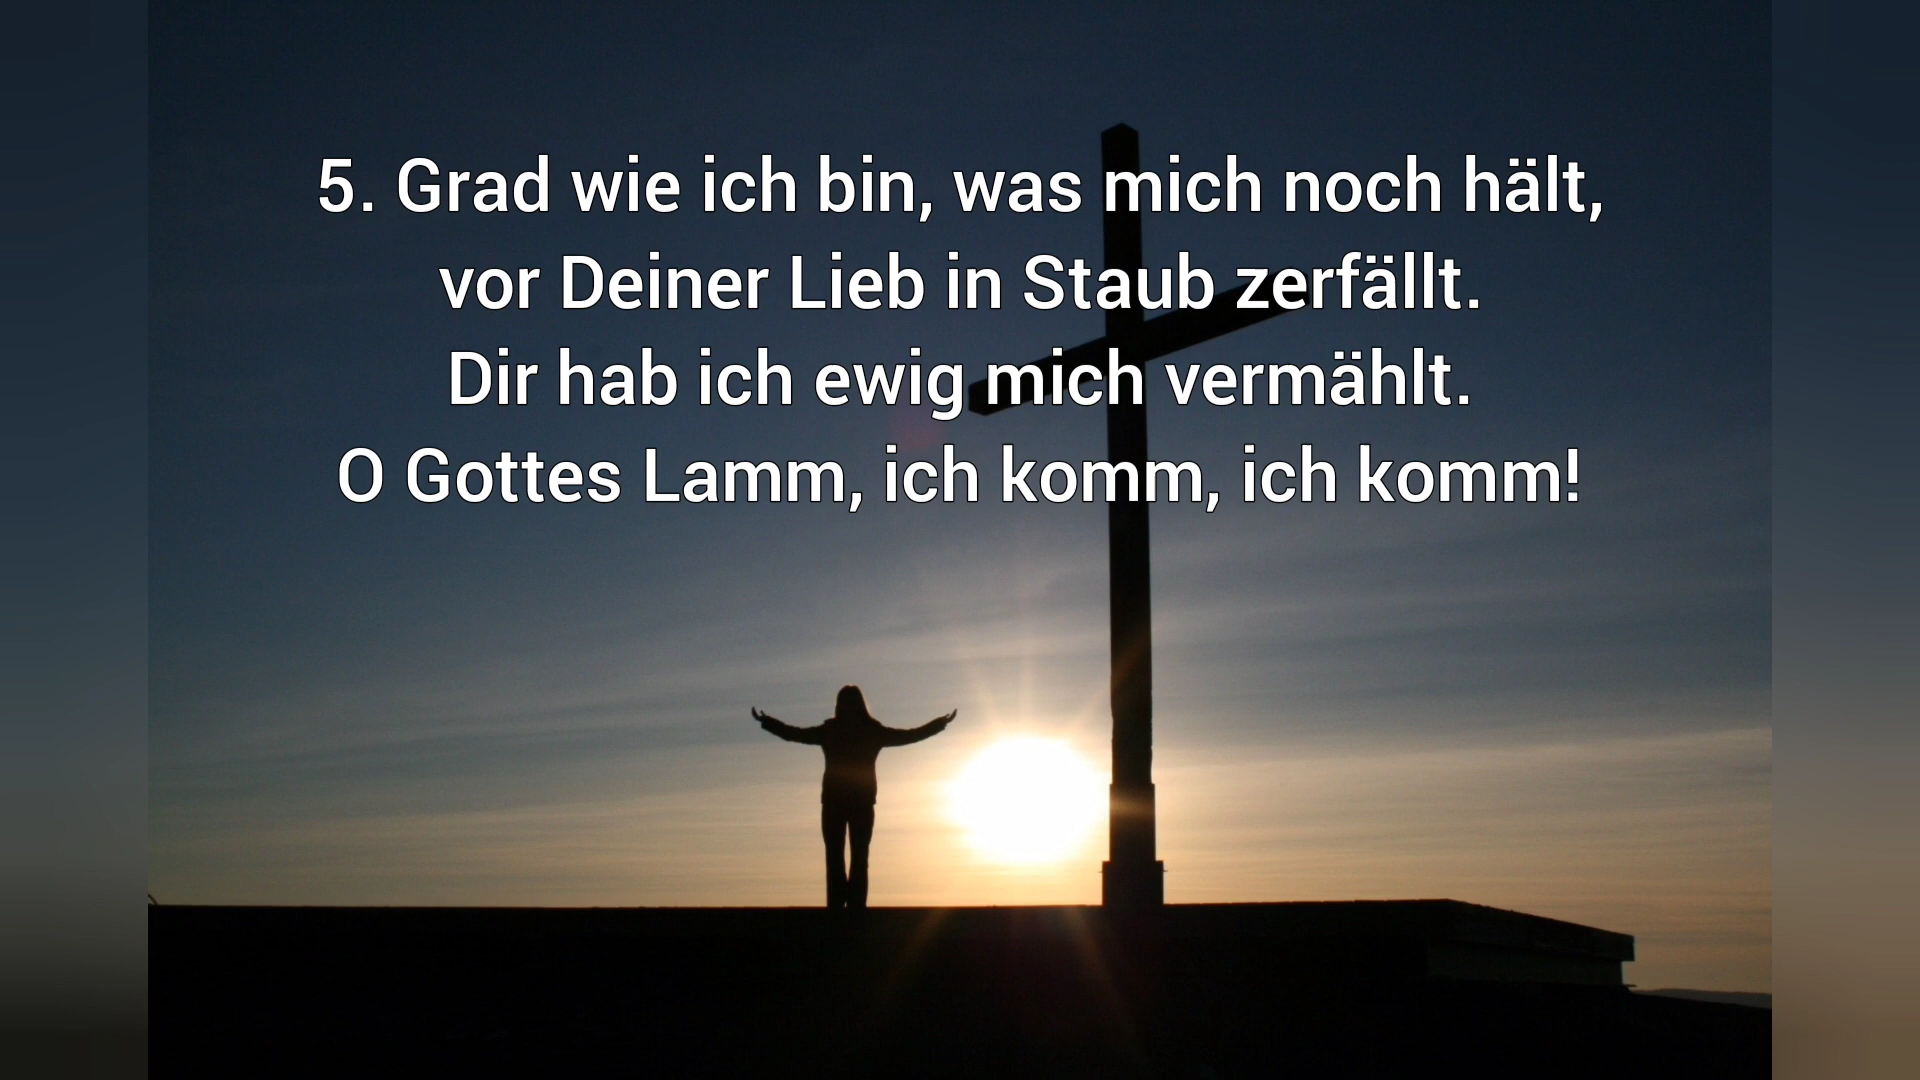 5. Grad wie ich bin, was mich noch hält,
vor Deiner Lieb in Staub zerfällt.
Dir hab ich ewig mich vermählt.
O Gottes Lamm, ich komm, ich komm!